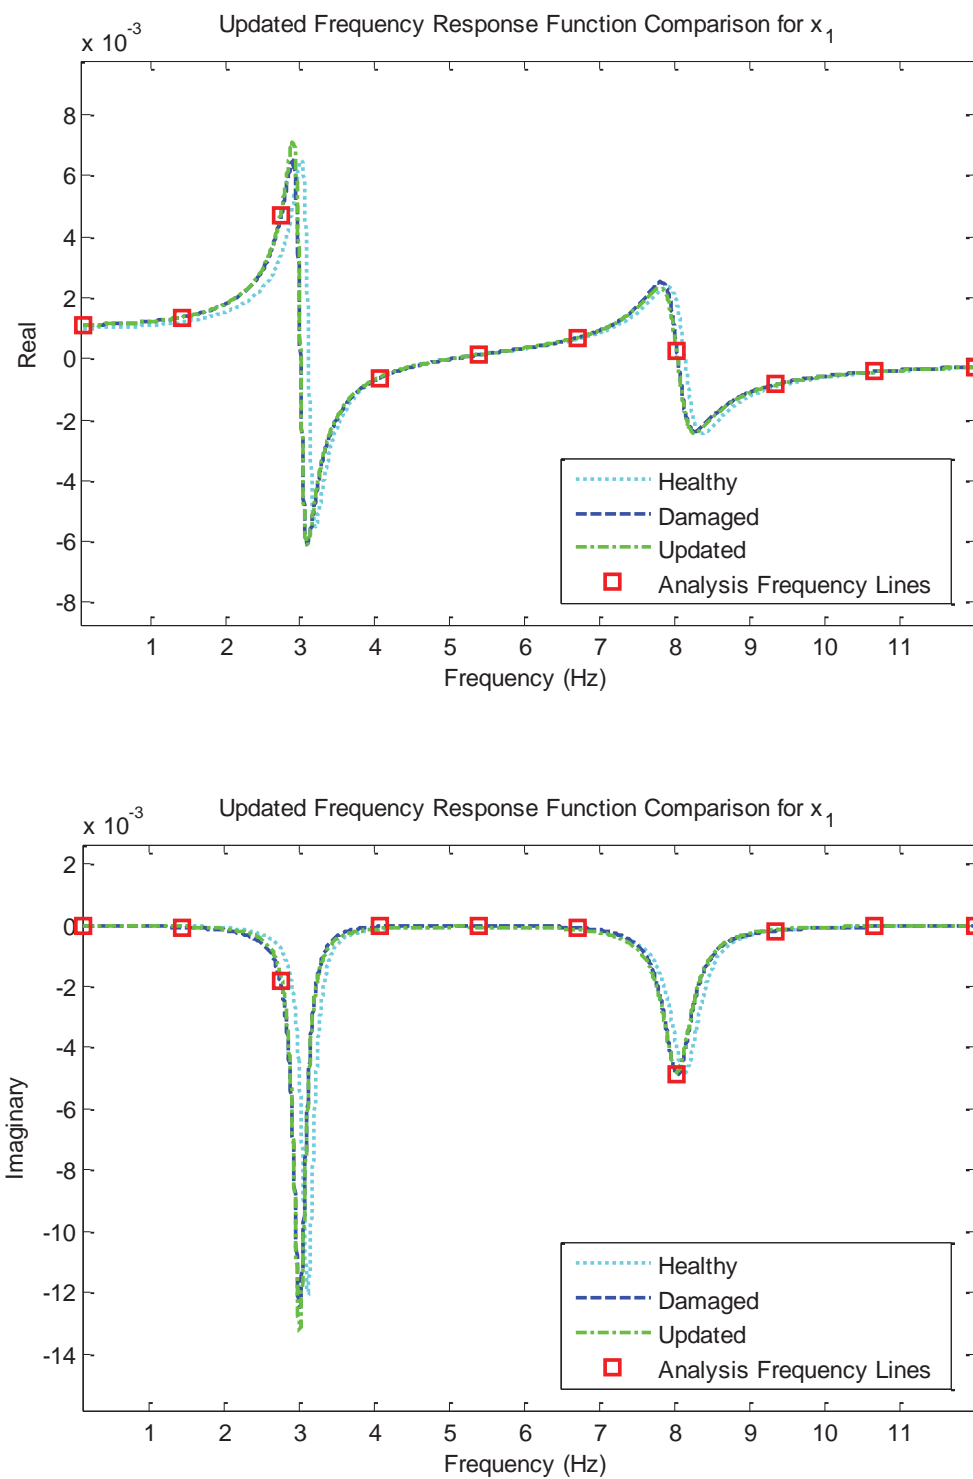 Updated Frequency Response Function Comparison for x1
x 10-3
8
6
4
2
0
-2
-4
-6
-8
Real
Healthy
Damaged
Updated
Analysis Frequency Lines
1 2 3 4 5 6 7 8 9 10 11
Frequency (Hz)
Updated Frequency Response Function Comparison for x1
x 10-3
2
0
-2
-4
-6
-8
-10
-12
-14
Imaginary
Healthy
Damaged
Updated
Analysis Frequency Lines
1 2 3 4 5 6 7 8 9 10 11
Frequency (Hz)